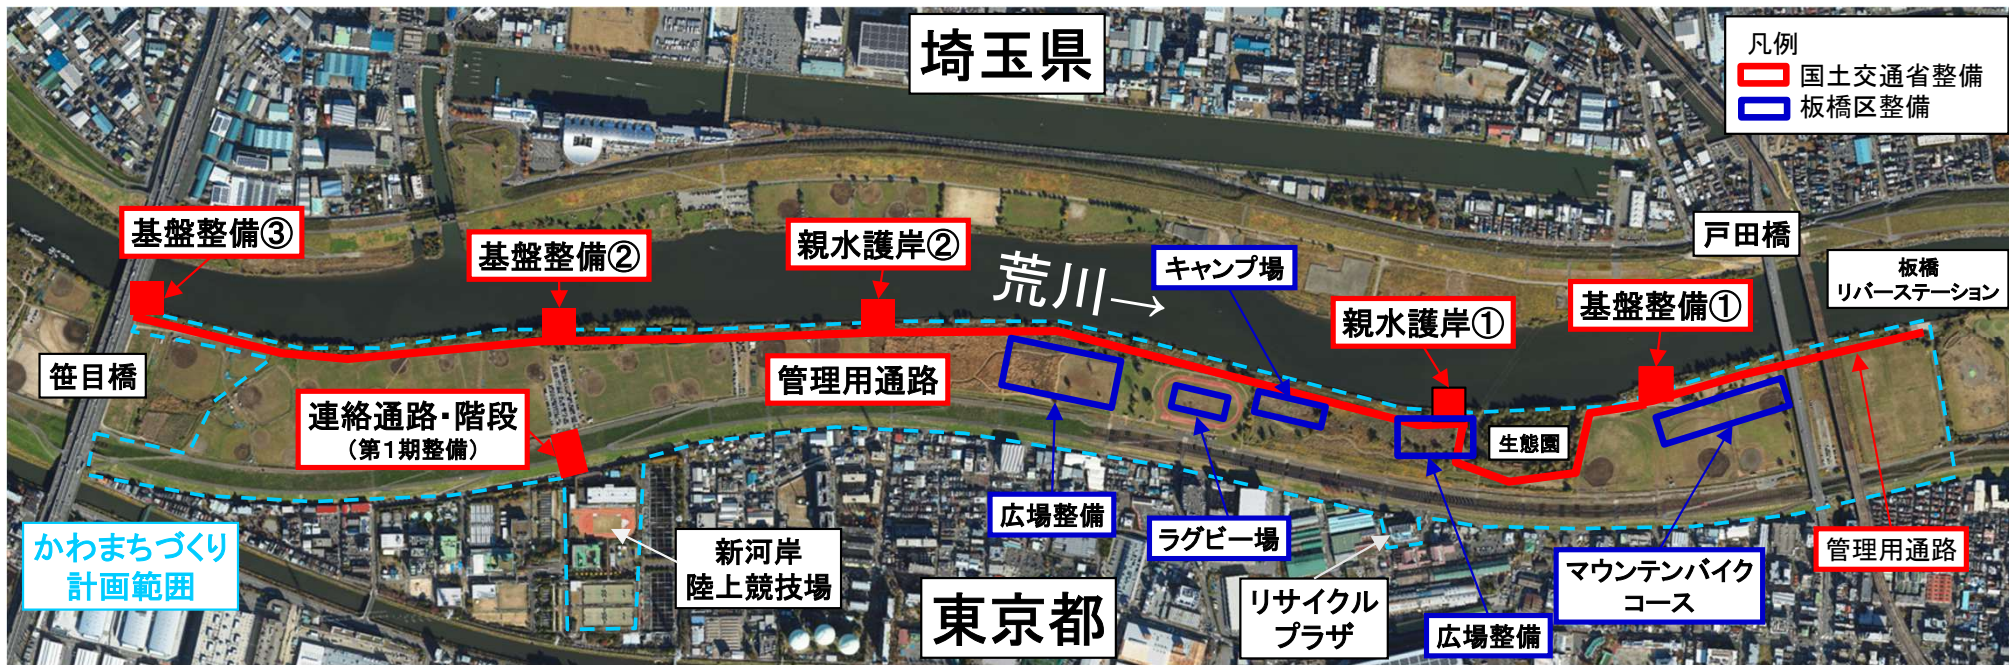 埼玉県
凡例
国土交通省整備
板橋区整備
基盤整備③
基盤整備②
親水護岸②
荒川→
キャンプ場
親水護岸①
基盤整備①
戸田橋
板橋
リバーステーション
笹目橋
連絡通路・階段
(第1期整備)
管理用通路
生態園
かわまちづくり
計画範囲
新河岸
陸上競技場
広場整備
ラグビー場
リサイクル
プラザ
広場整備
マウンテンバイク
コース
管理用通路
東京都